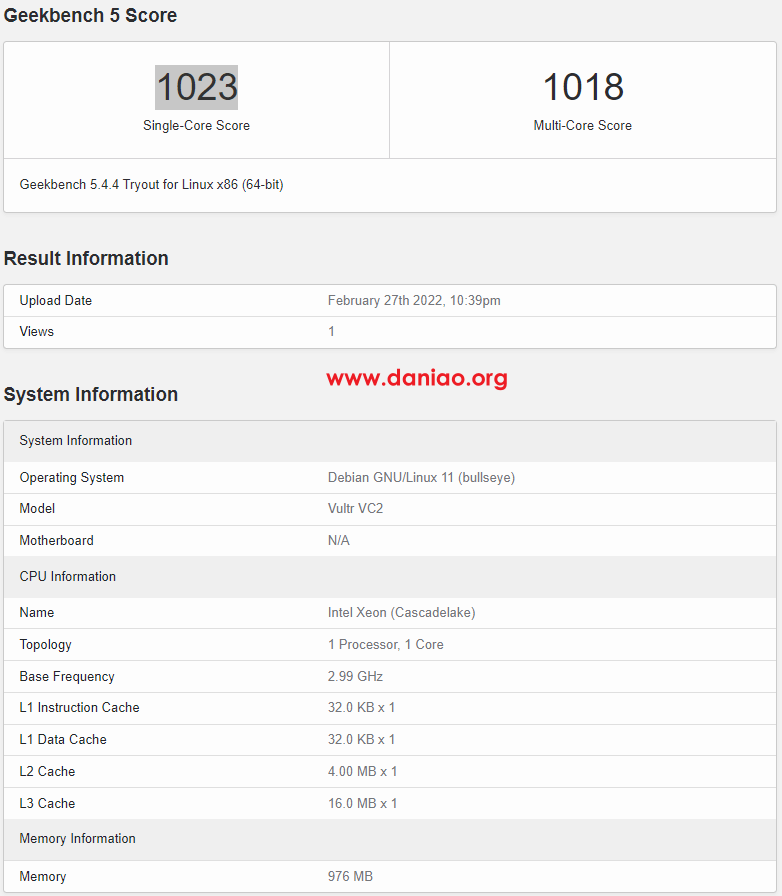 Geekbench 5 Score
1023 1018
Single-Core Score Multi-Core Score
Geekbench 5.4.4 Tryout for Linux x86 (64-bit)
Result Information
Upload Date February 27th 2022, 10:39pm
Views 1
www.daniao.org
System Information
System Information
Operating System Debian GNU/Linux 11 (bullseye)
Model Vultr VC2
Motherboard N/A
CPU Information
Name Intel Xeon (Cascadelake)
Topology 1 Processor, 1 Core
Base Frequency 2.99 GHz
L1 Instruction Cache 32.0 KB x 1
L1 Data Cache 32.0 KB x 1
L2 Cache 4.00 MB x 1
L3 Cache 16.0 MB x 1
Memory Information
Memory 976 MB